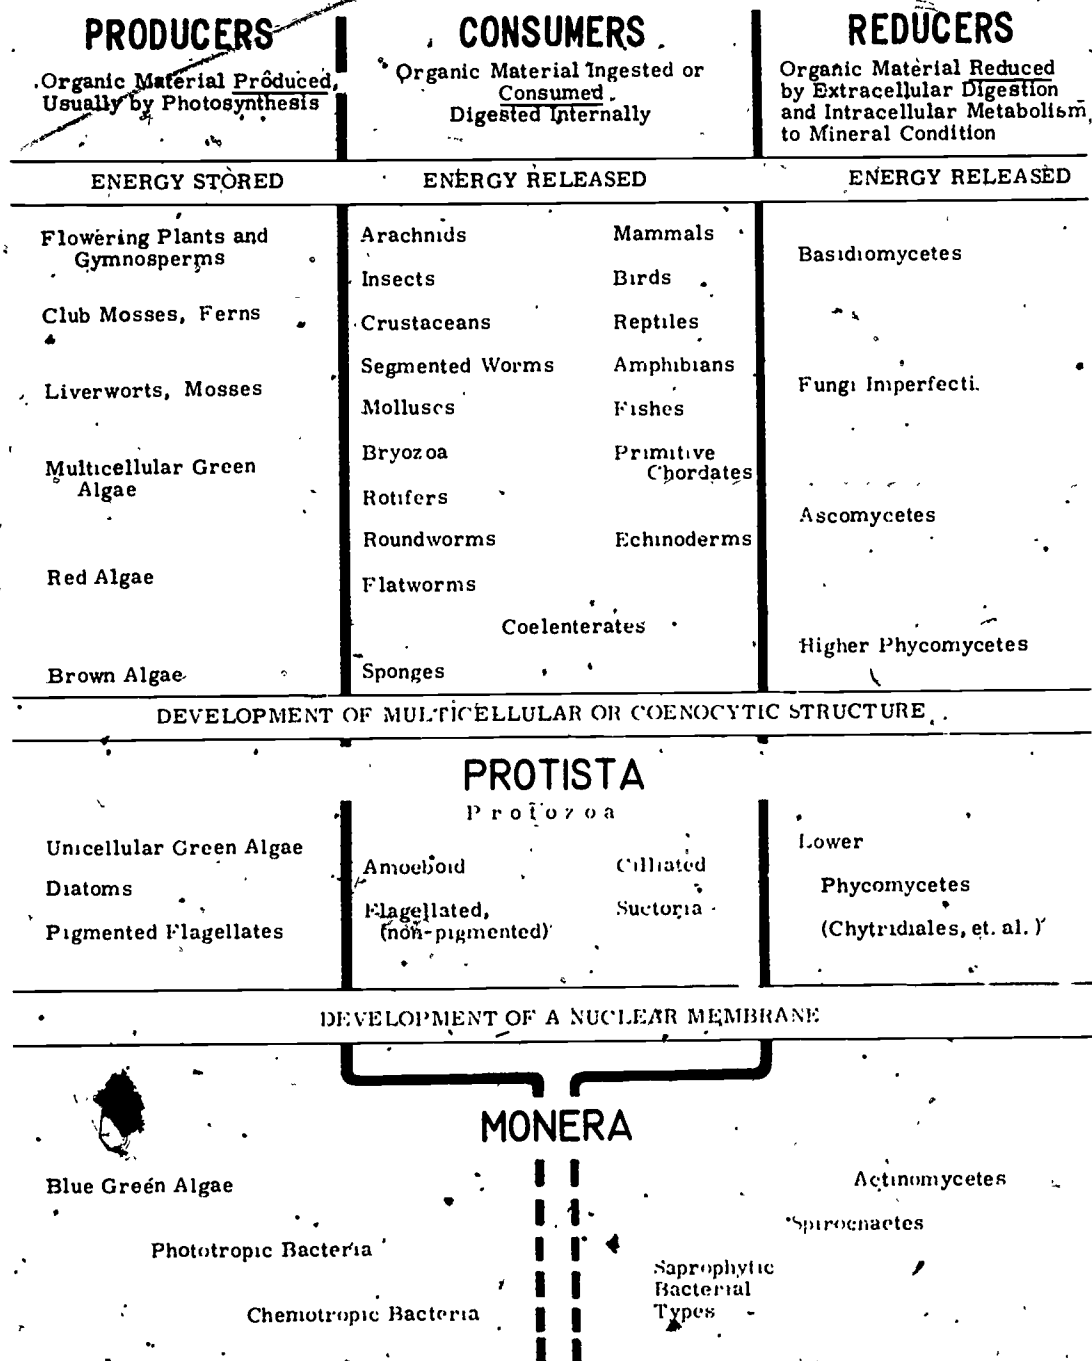 PRODUCERS
Organic Material Produced,
Usually by Photosynthesis
CONSUMERS
Organic Material Ingested or
Consumed
Digested Internally
REDUCERS
Organic Material Reduced
by Extracellular Digestion
and Intracellular Metabolism
to Mineral Condition
ENERGY STORED
ENERGY RELEASED
ENERGY RELEASED
Flowering Plants and
Gymnosperms
Club Mosses, Ferns
Liverworts, Mosses
Multicellular Green
Algae
Red Algae
Brown Algae
Arachnids
Insects
Crustaceans
Segmented Worms
Molluscs
Bryozoa
Rotifers
Roundworms
Flatworms
Mammals
Birds
Reptiles
Amphibians
Fishes
Primitive
Chordates
Echinoderms
Coelenterates
Sponges
Basidiomycetes
Fungi Imperfecti.
Ascomycetes
Higher Phycomycetes
DEVELOPMENT OF MULTICELLULAR OR COENOCYTIC STRUCTURE
PROTISTA
Protozoa
Unicellular Green Algae
Diatoms
Pigmented Flagellates
Amoeboid
Flagellated,
(non-pigmented)
Cilliated
Suctoria
Lower
Phycomycetes
(Chytridiales, et. al.)
DEVELOPMENT OF A NUCLEAR MEMBRANE
MONERA
Blue Green Algae
Phototropic Bacteria
Chemotropic Bacteria
Actinomycetes
Spirochaetes
Saprophytic
Bacterial
Types